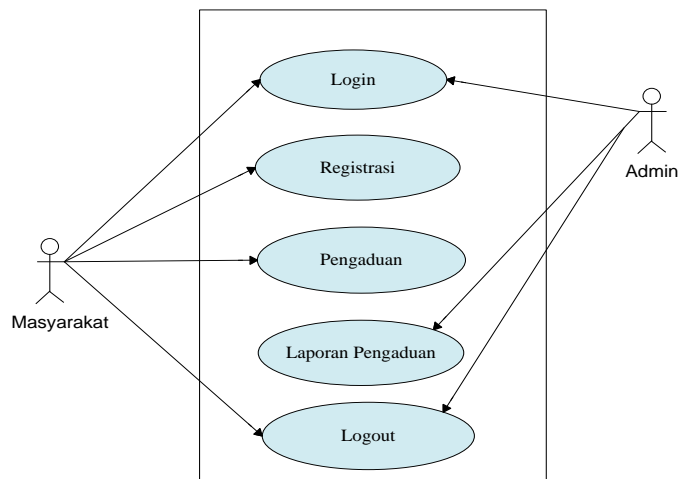 Login
Registrasi
Admin
Pengaduan
Masyarakat
Laporan Pengaduan
Logout